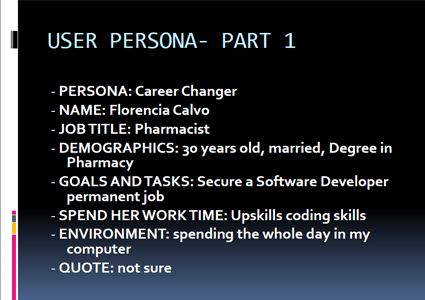 USER PERSONA- PART 1
- PERSONA: Career Changer
- NAME: Florencia Calvo
- JOB TITLE: Pharmacist
- DEMOGRAPHICS: 30 years old, married, Degree in
Pharmacy
- GOALS AND TASKS: Secure a Software Developer
permanent job
- SPEND HER WORK TIME: Upskills coding skills
- ENVIRONMENT: spending the whole day in my
computer
- QUOTE: not sure